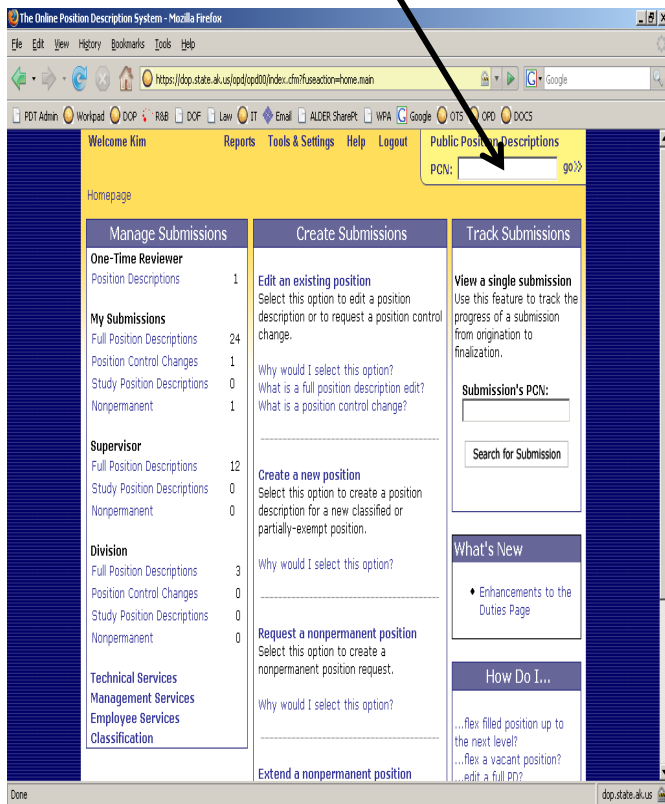 The Online Position Description System - Mozilla Firefox
File Edit View History Bookmarks Tools Help
https://dop.state.ak.us/opd/opd00/index.cfm?fuseaction=home.main
G Google
PDT Admin Workpad DOP R&B DOF Law IT Email ALDER SharePt WPA Google OTS OPD DOCS
Welcome Kim Reports Tools & Settings Help Logout Public Position Descriptions
PCN: go»
Homepage
Manage Submissions
One-Time Reviewer
Position Descriptions 1
My Submissions
Full Position Descriptions 24
Position Control Changes 1
Study Position Descriptions 0
Nonpermanent 1
Supervisor
Full Position Descriptions 12
Study Position Descriptions 0
Nonpermanent 0
Division
Full Position Descriptions 3
Position Control Changes 0
Study Position Descriptions 0
Nonpermanent 0
Technical Services
Management Services
Employee Services
Classification
Create Submissions
Edit an existing position
Select this option to edit a position
description or to request a position control
change.
Why would I select this option?
What is a full position description edit?
What is a position control change?
Create a new position
Select this option to create a position
description for a new classified or
partially-exempt position.
Why would I select this option?
Request a nonpermanent position
Select this option to create a
nonpermanent position request.
Why would I select this option?
Extend a nonpermanent position
Track Submissions
View a single submission
Use this feature to track the
progress of a submission
from origination to
finalization.
Submission's PCN:
Search for Submission
What's New
Enhancements to the
Duties Page
How Do I...
...flex filled position up to
the next level?
...flex a vacant position?
...edit a full PD?
Done dop.state.ak.us